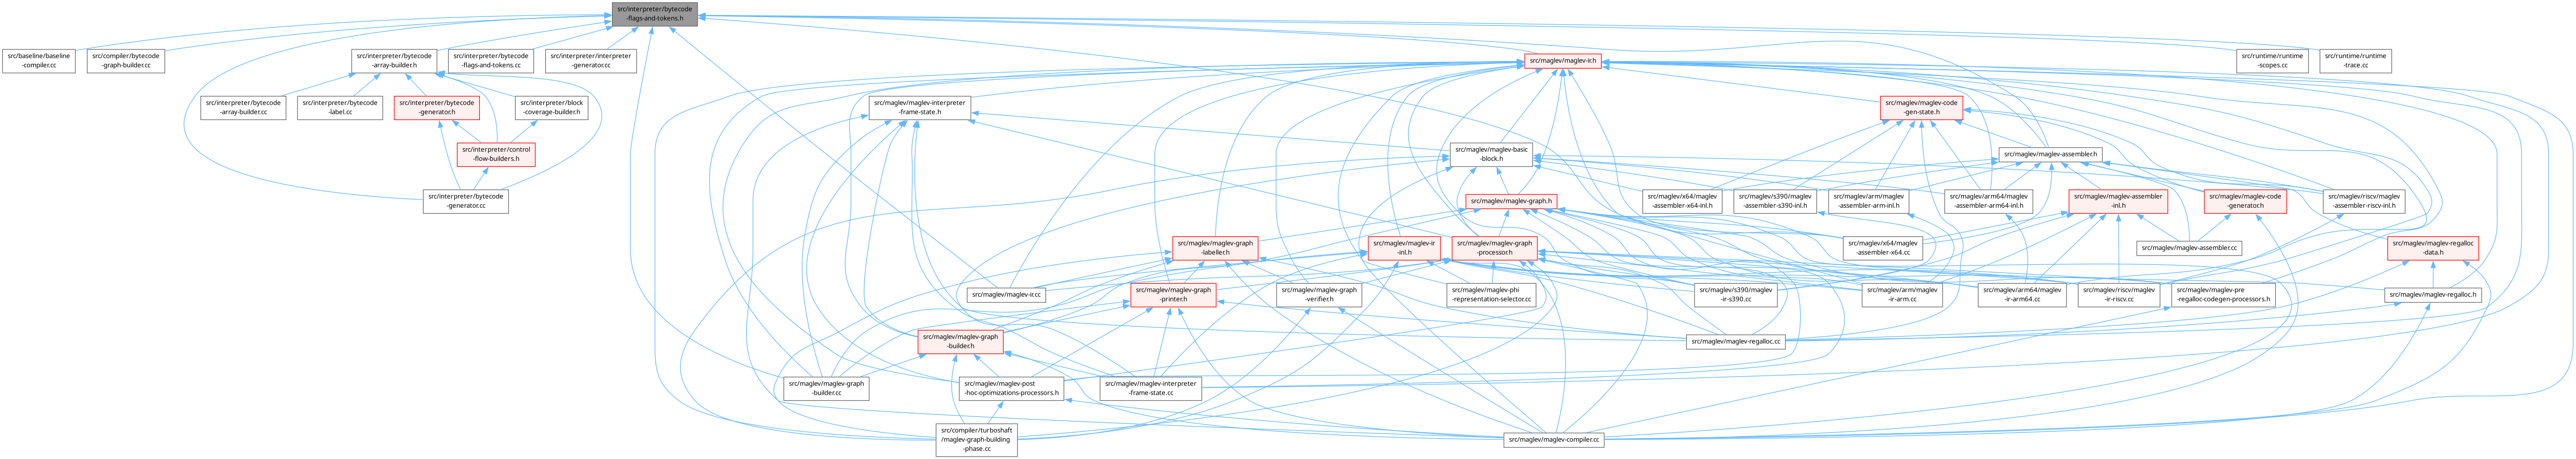 src/interpreter/bytecode
-flags-and-tokens.h
src/baseline/baseline
-compiler.cc
src/compiler/bytecode
-graph-builder.cc
src/interpreter/bytecode
-array-builder.h
src/interpreter/bytecode
-flags-and-tokens.cc
src/interpreter/interpreter
-generator.cc
src/maglev/maglev-ir.h
src/runtime/runtime
-scopes.cc
src/runtime/runtime
-trace.cc
src/interpreter/bytecode
-array-builder.cc
src/interpreter/bytecode
-label.cc
src/interpreter/bytecode
-generator.h
src/interpreter/block
-coverage-builder.h
src/maglev/maglev-interpreter
-frame-state.h
src/maglev/maglev-code
-gen-state.h
src/interpreter/control
-flow-builders.h
src/maglev/maglev-basic
-block.h
src/maglev/maglev-assembler.h
src/interpreter/bytecode
-generator.cc
src/maglev/maglev-graph.h
src/maglev/x64/maglev
-assembler-x64-inl.h
src/maglev/s390/maglev
-assembler-s390-inl.h
src/maglev/arm/maglev
-assembler-arm-inl.h
src/maglev/arm64/maglev
-assembler-arm64-inl.h
src/maglev/maglev-assembler
-inl.h
src/maglev/maglev-code
-generator.h
src/maglev/riscv/maglev
-assembler-riscv-inl.h
src/maglev/maglev-graph
-labeller.h
src/maglev/maglev-ir
-inl.h
src/maglev/maglev-graph
-processor.h
src/maglev/x64/maglev
-assembler-x64.cc
src/maglev/maglev-assembler.cc
src/maglev/maglev-regalloc
-data.h
src/maglev/maglev-ir.cc
src/maglev/maglev-graph
-printer.h
src/maglev/maglev-graph
-verifier.h
src/maglev/maglev-phi
-representation-selector.cc
src/maglev/s390/maglev
-ir-s390.cc
src/maglev/arm/maglev
-ir-arm.cc
src/maglev/arm64/maglev
-ir-arm64.cc
src/maglev/riscv/maglev
-ir-riscv.cc
src/maglev/maglev-pre
-regalloc-codegen-processors.h
src/maglev/maglev-regalloc.h
src/maglev/maglev-graph
-builder.h
src/maglev/maglev-regalloc.cc
src/maglev/maglev-graph
-builder.cc
src/maglev/maglev-post
-hoc-optimizations-processors.h
src/maglev/maglev-interpreter
-frame-state.cc
src/compiler/turboshaft
/maglev-graph-building
-phase.cc
src/maglev/maglev-compiler.cc